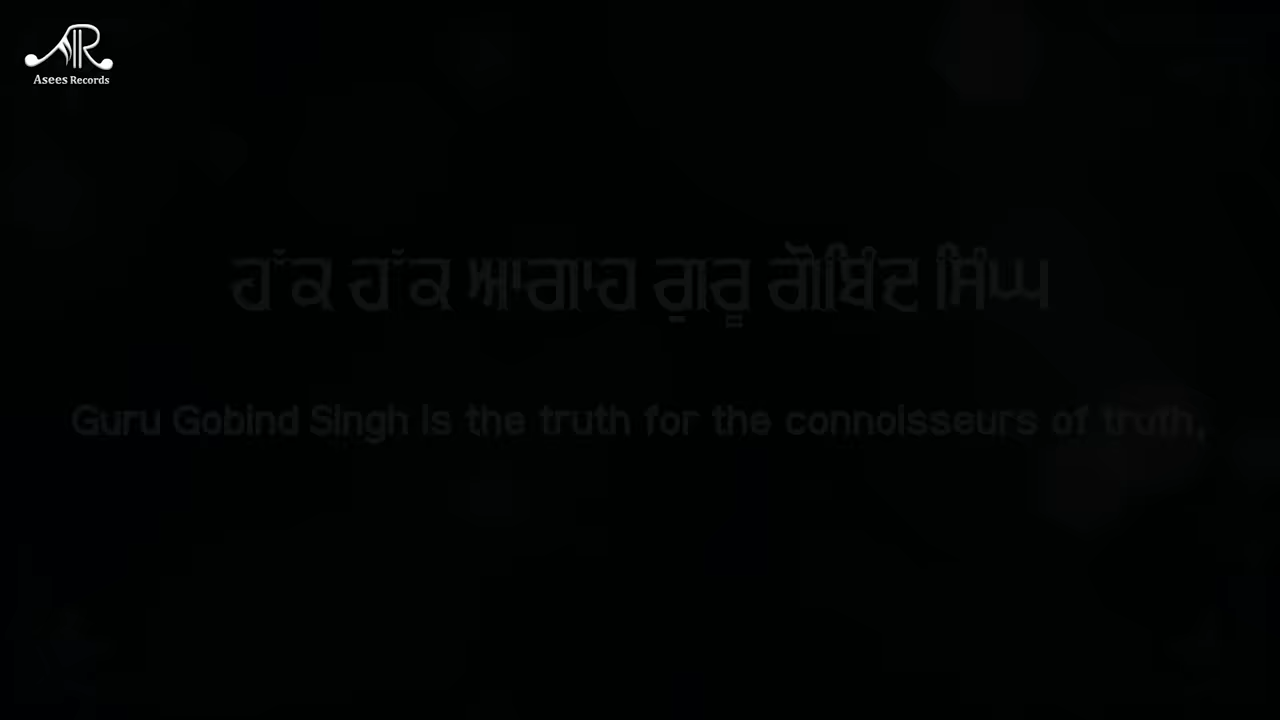 Asees Records
ਹੱਕ ਹੱਕ ਆਗਾਹ ਗੁਰੂ ਗੋਬਿੰਦ ਸਿੰਘ
Guru Gobind Singh is the truth for the connoisseurs of truth,